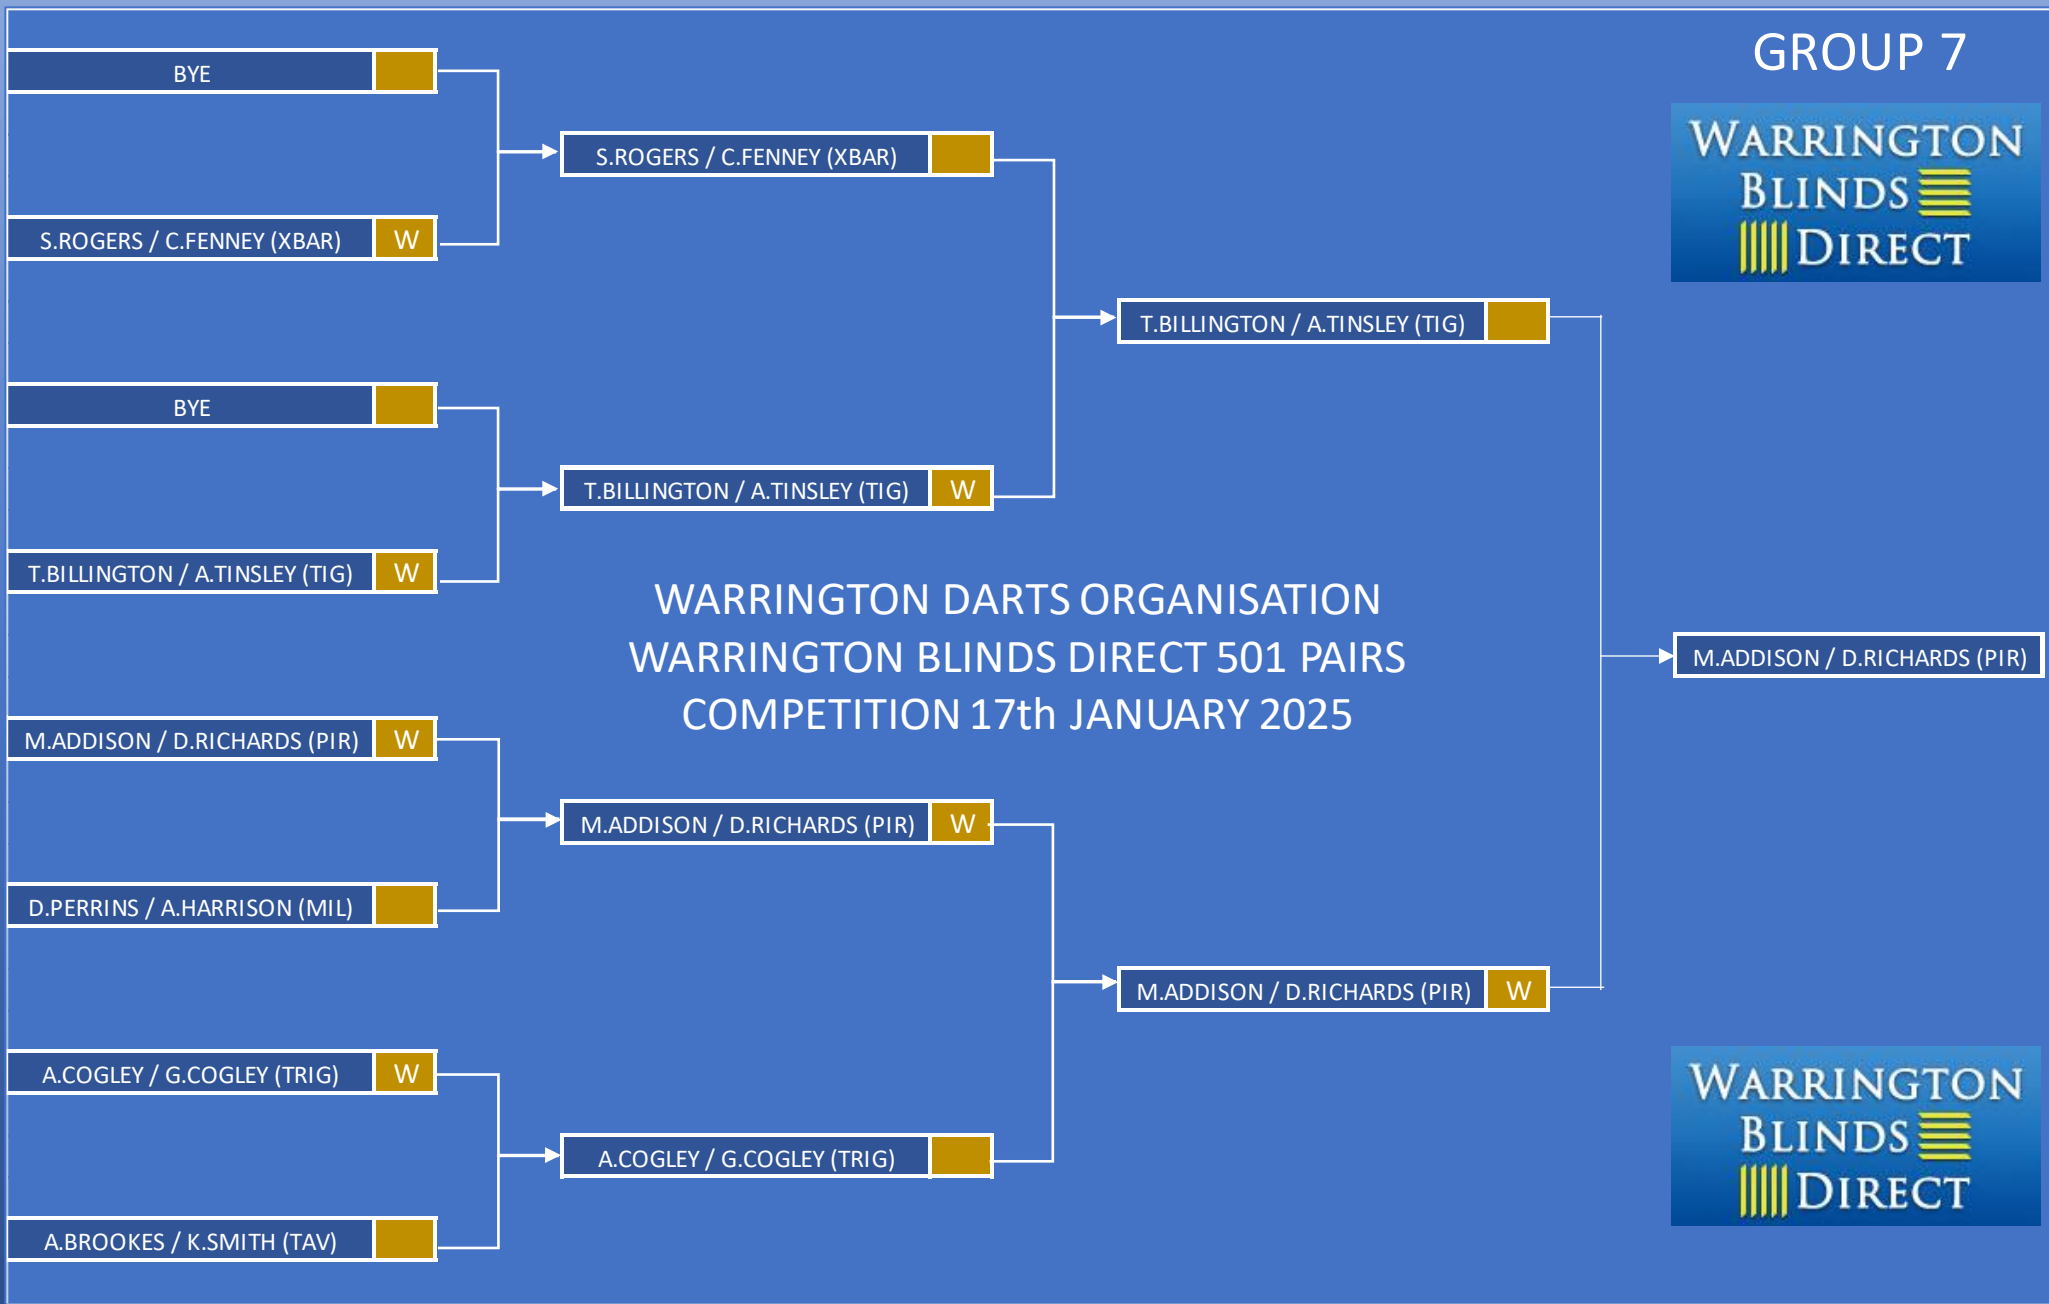 GROUP 7
WARRINGTON
BLINDS
DIRECT
BYE
S.ROGERS / C.FENNEY (XBAR) W
BYE
T.BILLINGTON / A.TINSLEY (TIG) W
M.ADDISON / D.RICHARDS (PIR) W
D.PERRINS / A.HARRISON (MIL)
A.COGLEY / G.COGLEY (TRIG) W
A.BROOKES / K.SMITH (TAV)
S.ROGERS / C.FENNEY (XBAR)
T.BILLINGTON / A.TINSLEY (TIG) W
M.ADDISON / D.RICHARDS (PIR) W
A.COGLEY / G.COGLEY (TRIG)
WARRINGTON DARTS ORGANISATION
WARRINGTON BLINDS DIRECT 501 PAIRS
COMPETITION 17th JANUARY 2025
T.BILLINGTON / A.TINSLEY (TIG)
M.ADDISON / D.RICHARDS (PIR) W
M.ADDISON / D.RICHARDS (PIR)
WARRINGTON
BLINDS
DIRECT